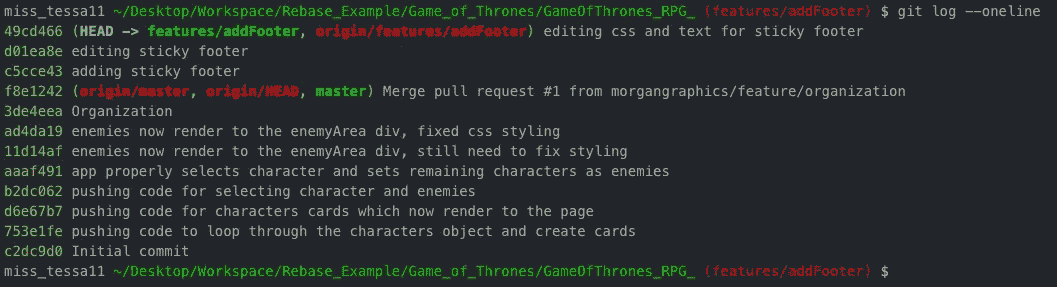 miss_tessa11 ~/Desktop/Workspace/Rebase_Example/Game_of_Thrones/GameOfThrones_RPG_ (features/addFooter) $ git log --oneline
49cd466 (HEAD -> features/addFooter, origin/features/addFooter) editing css and text for sticky footer
d01ea8e editing sticky footer
c5cce43 adding sticky footer
f8e1242 (origin/master, origin/HEAD, master) Merge pull request #1 from morgangraphics/feature/organization
3de4eea Organization
ad4da19 enemies now render to the enemyArea div, fixed css styling
11d14af enemies now render to the enemyArea div, still need to fix styling
aaaf491 app properly selects character and sets remaining characters as enemies
b2dc062 pushing code for selecting character and enemies
d6e67b7 pushing code for characters cards which now render to the page
753e1fe pushing code to loop through the characters object and create cards
c2dc9d0 Initial commit
miss_tessa11 ~/Desktop/Workspace/Rebase_Example/Game_of_Thrones/GameOfThrones_RPG_ (features/addFooter) $